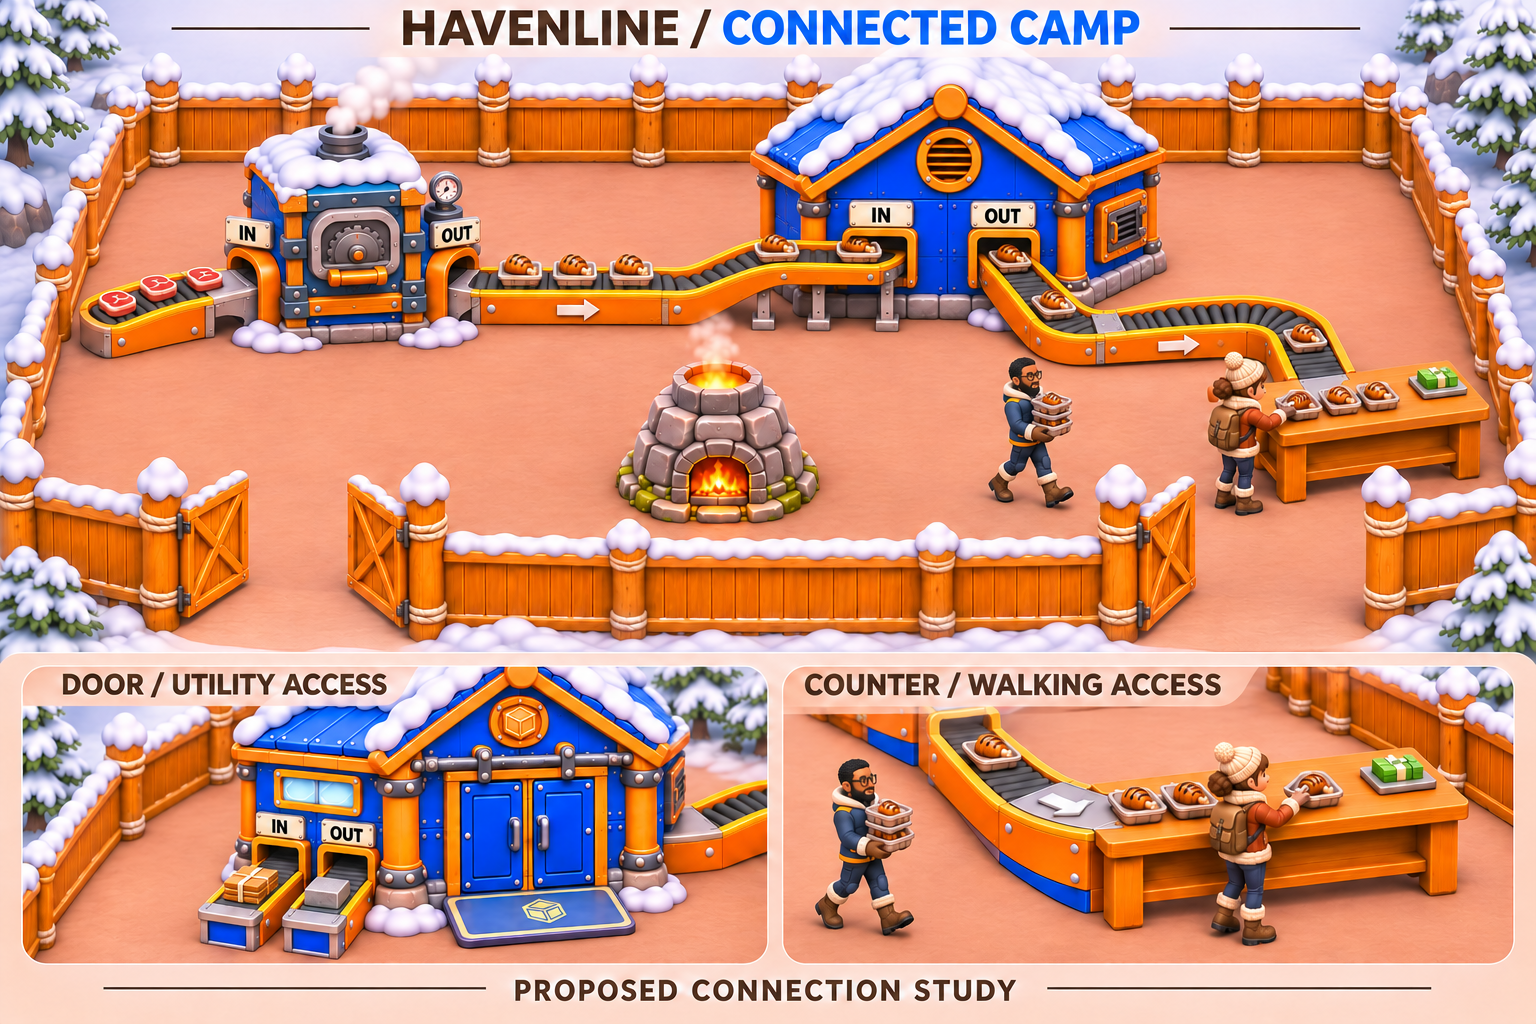 HAVENLINE / CONNECTED CAMP
IN
OUT
IN
OUT
DOOR / UTILITY ACCESS
IN
OUT
COUNTER / WALKING ACCESS
PROPOSED CONNECTION STUDY